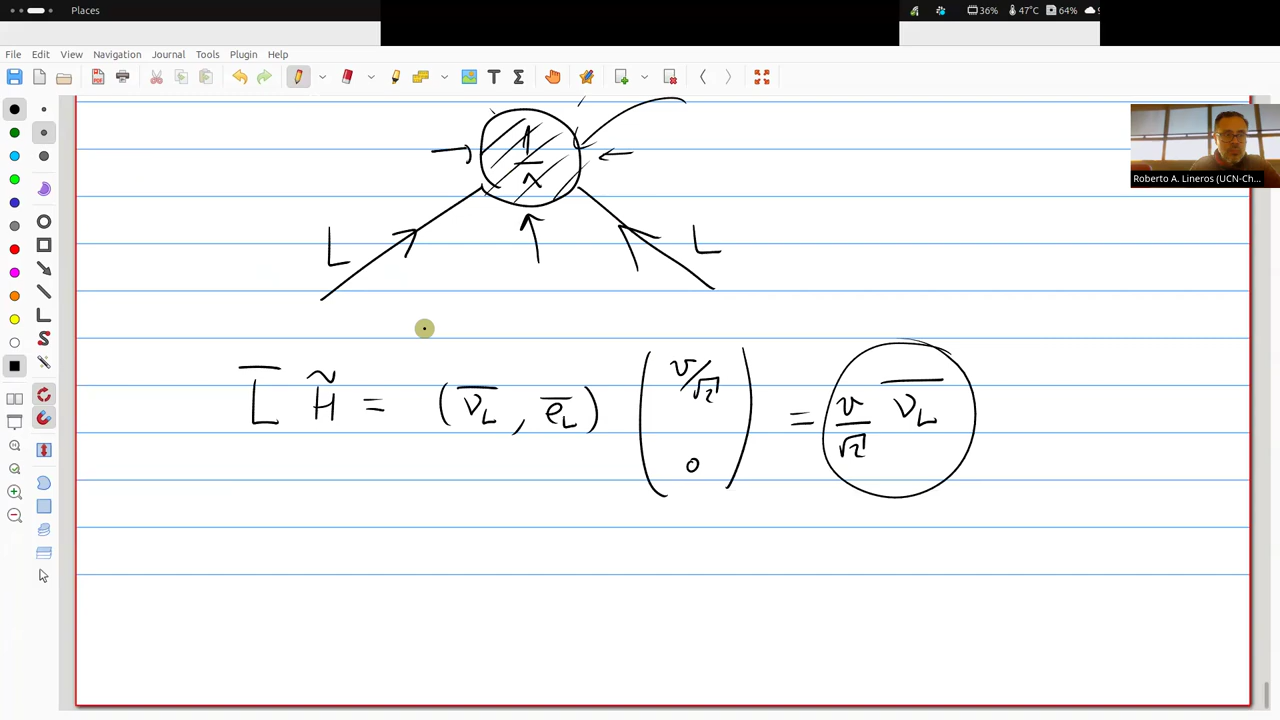 Places
36% 47°C 64%
File Edit View Navigation Journal Tools Plugin Help
T Σ
1/Λ
L L
Roberto A. Lineros (UCN-Ch...
L̅ H̃ = (ν̅_L, e̅_L) (v/√2 0) = v/√2 ν̅_L